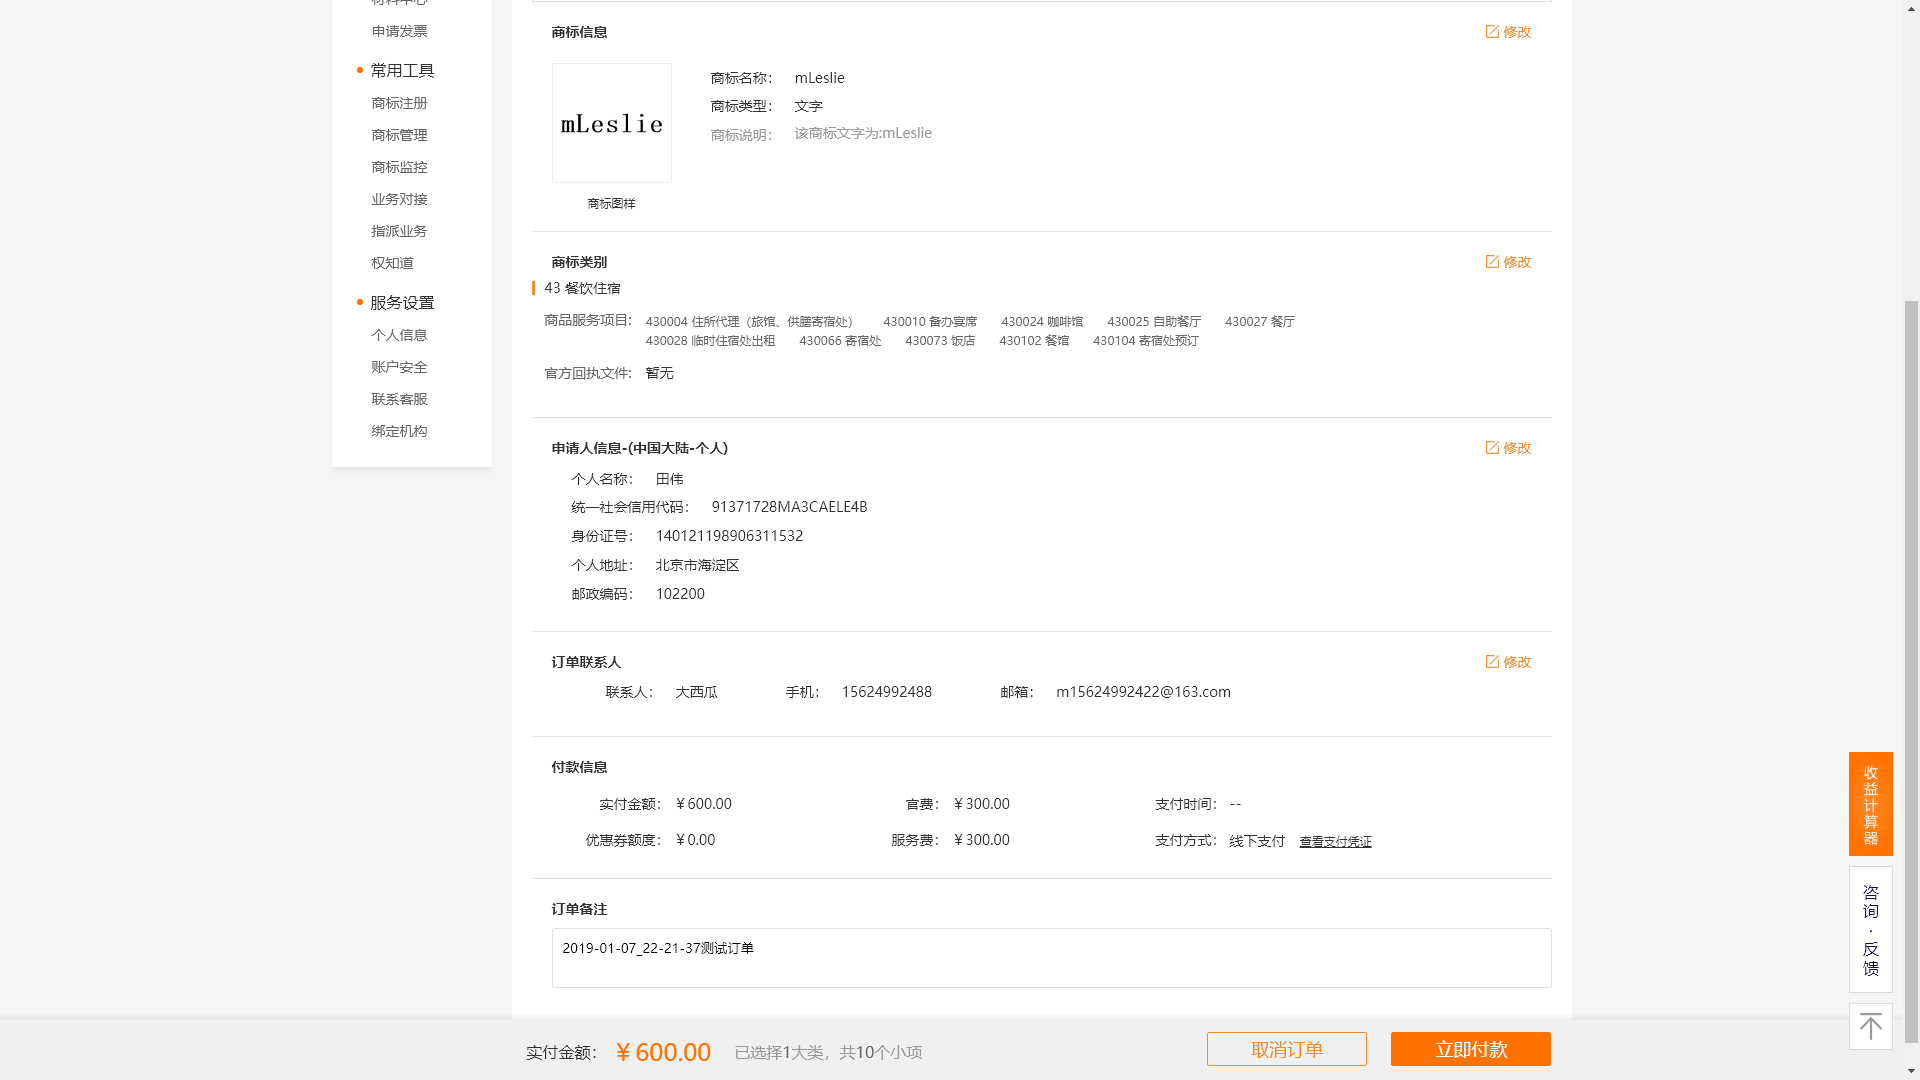 申请发票
常用工具
商标注册
商标管理
商标监控
业务对接
指派业务
权知道
服务设置
个人信息
账户安全
联系客服
绑定机构
商标信息 修改
mLeslie
商标图样
商标名称： mLeslie
商标类型： 文字
商标说明： 该商标文字为:mLeslie
商标类别 修改
43 餐饮住宿
商品服务项目: 430004 住所代理（旅馆、供膳寄宿处） 430010 备办宴席 430024 咖啡馆 430025 自助餐厅 430027 餐厅
430028 临时住宿处出租 430066 寄宿处 430073 饭店 430102 餐馆 430104 寄宿处预订
官方回执文件: 暂无
申请人信息-(中国大陆-个人) 修改
个人名称： 田伟
统一社会信用代码： 91371728MA3CAELE4B
身份证号： 140121198906311532
个人地址： 北京市海淀区
邮政编码： 102200
订单联系人 修改
联系人： 大西瓜 手机： 15624992488 邮箱： m15624992422@163.com
付款信息
实付金额： ¥600.00 官费： ¥300.00 支付时间： --
优惠券额度： ¥0.00 服务费： ¥300.00 支付方式： 线下支付 查看支付凭证
订单备注
2019-01-07_22-21-37测试订单
实付金额： ¥600.00 已选择1大类，共10个小项 取消订单 立即付款
收益计算器
咨询·反馈